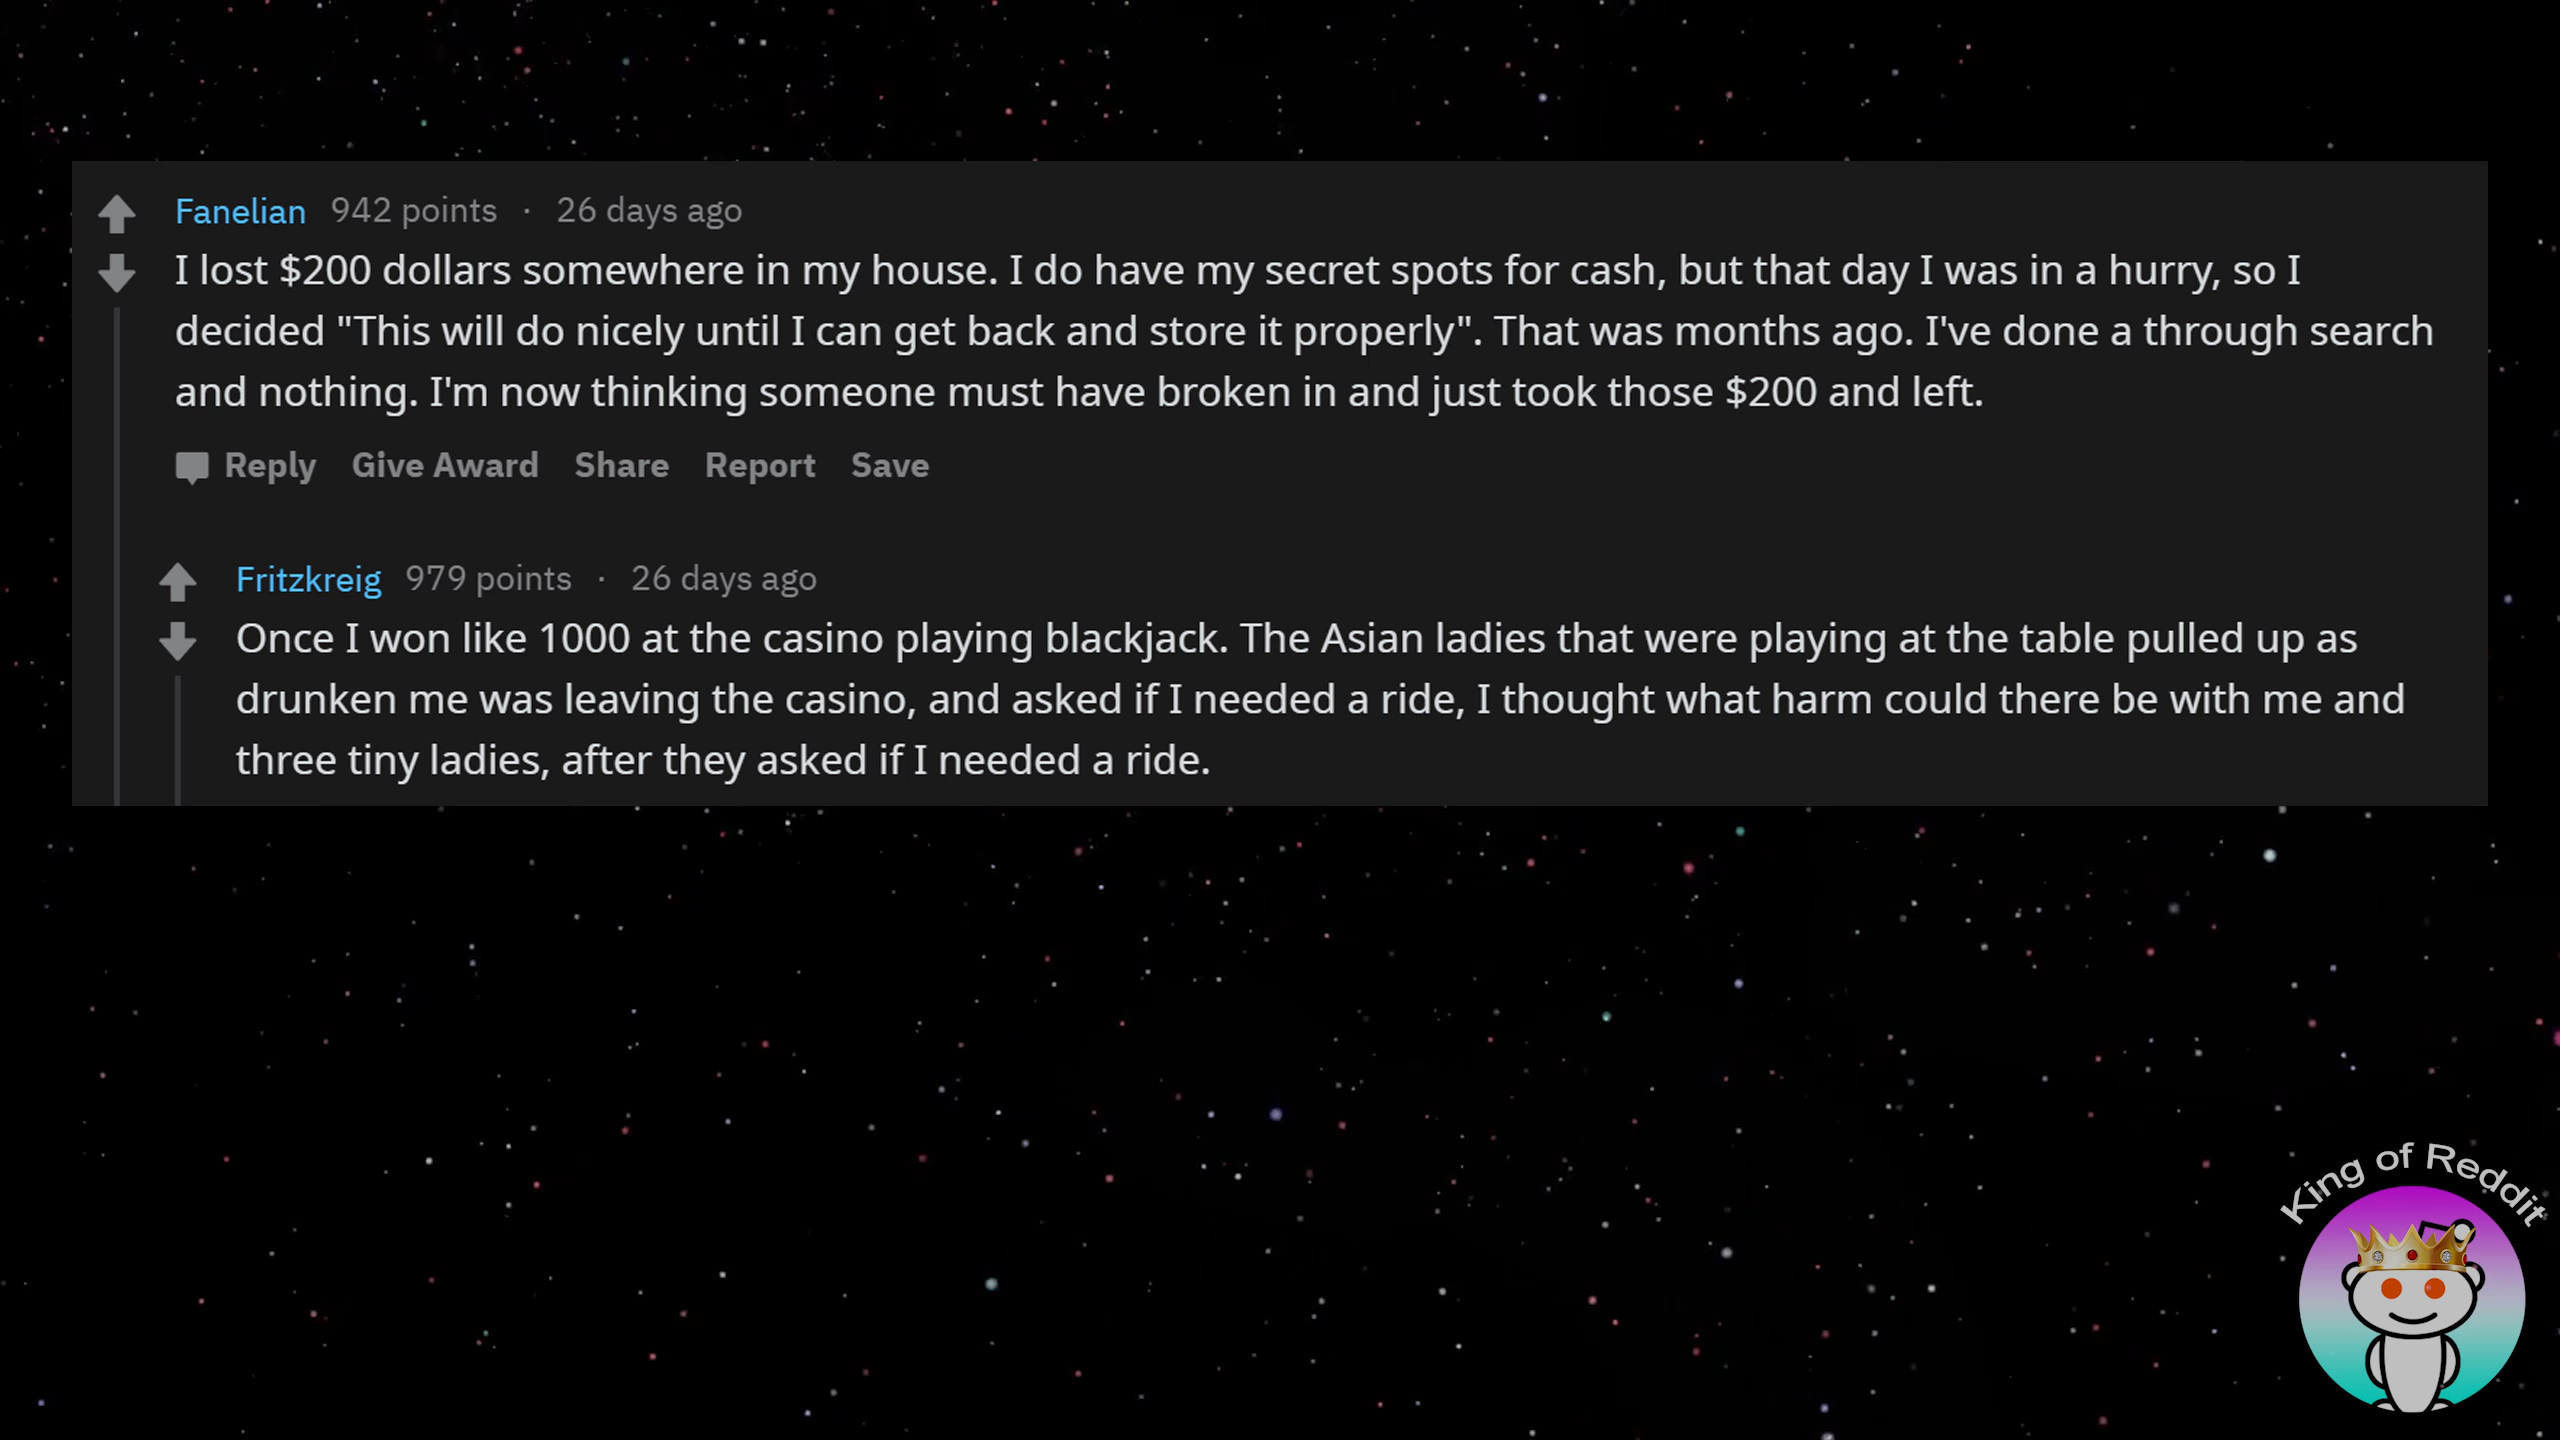 Fanelian 942 points · 26 days ago
I lost $200 dollars somewhere in my house. I do have my secret spots for cash, but that day I was in a hurry, so I
decided "This will do nicely until I can get back and store it properly". That was months ago. I've done a through search
and nothing. I'm now thinking someone must have broken in and just took those $200 and left.
Reply Give Award Share Report Save
Fritzkreig 979 points · 26 days ago
Once I won like 1000 at the casino playing blackjack. The Asian ladies that were playing at the table pulled up as
drunken me was leaving the casino, and asked if I needed a ride, I thought what harm could there be with me and
three tiny ladies, after they asked if I needed a ride.
King of Reddit